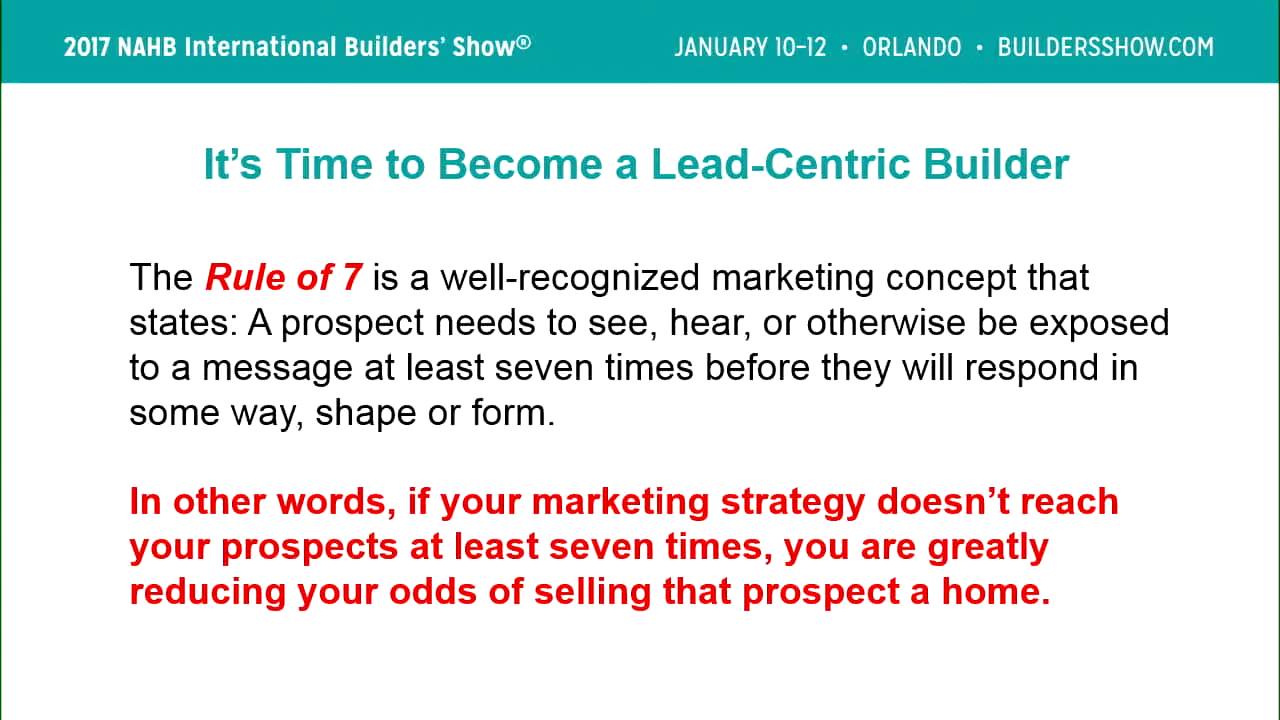 2017 NAHB International Builders' Show® JANUARY 10–12 • ORLANDO • BUILDERSSHOW.COM
It’s Time to Become a Lead-Centric Builder
The Rule of 7 is a well-recognized marketing concept that
states: A prospect needs to see, hear, or otherwise be exposed
to a message at least seven times before they will respond in
some way, shape or form.
In other words, if your marketing strategy doesn’t reach
your prospects at least seven times, you are greatly
reducing your odds of selling that prospect a home.